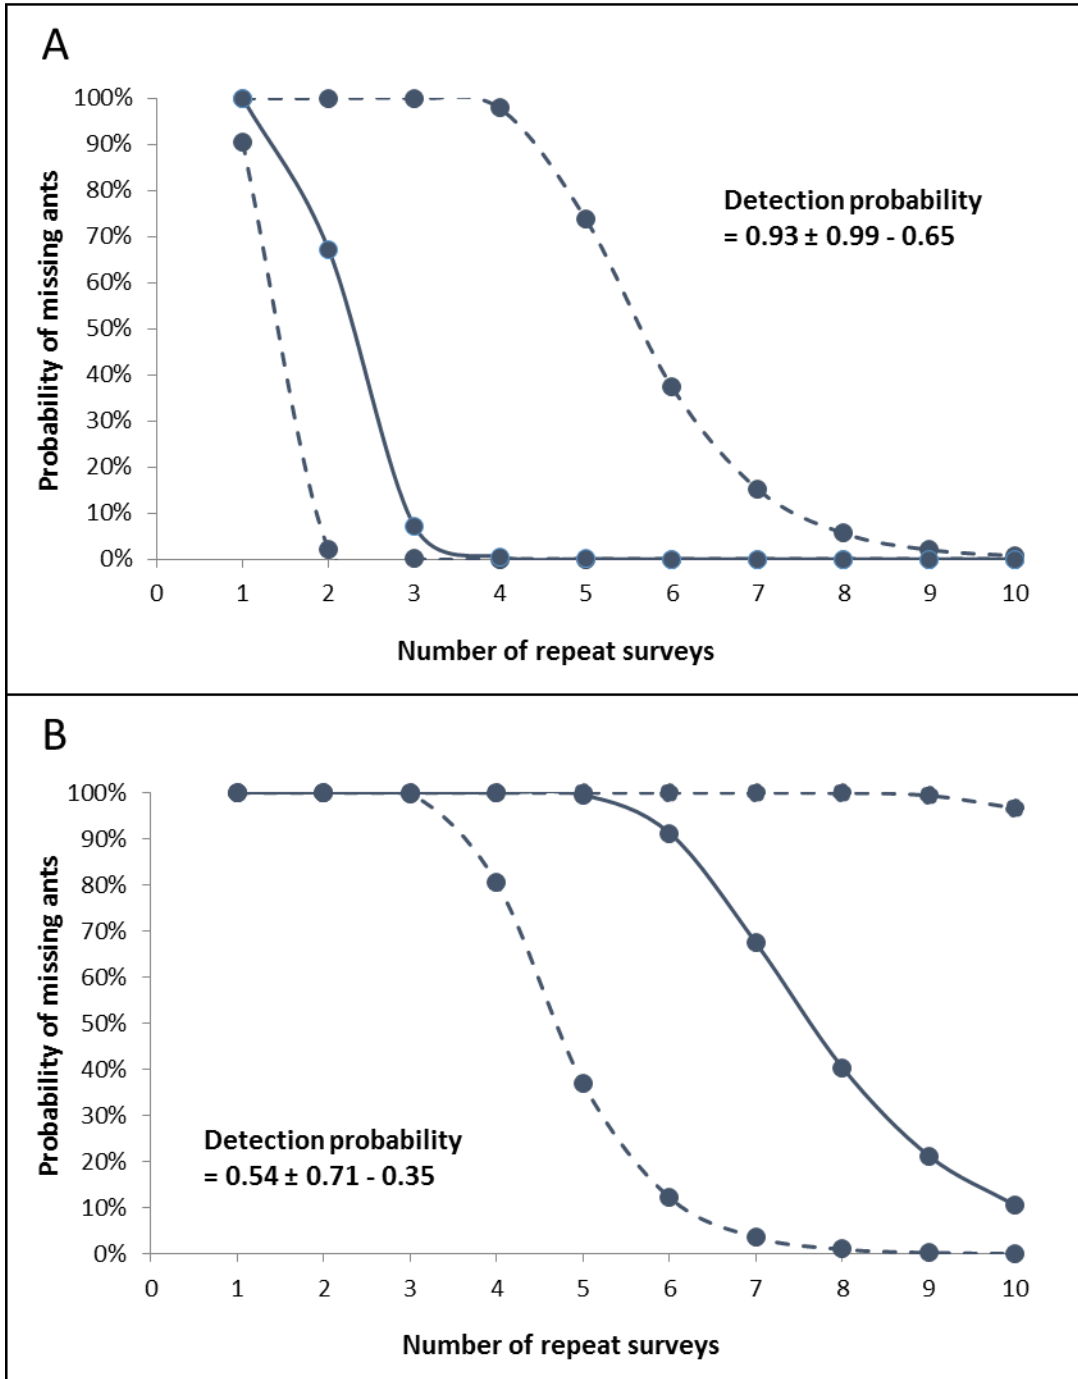 A
Probability of missing ants
100%
90%
80%
70%
60%
50%
40%
30%
20%
10%
0%
Detection probability
= 0.93 ± 0.99 - 0.65
0 1 2 3 4 5 6 7 8 9 10
Number of repeat surveys
B
Probability of missing ants
100%
90%
80%
70%
60%
50%
40%
30%
20%
10%
0%
Detection probability
= 0.54 ± 0.71 - 0.35
0 1 2 3 4 5 6 7 8 9 10
Number of repeat surveys